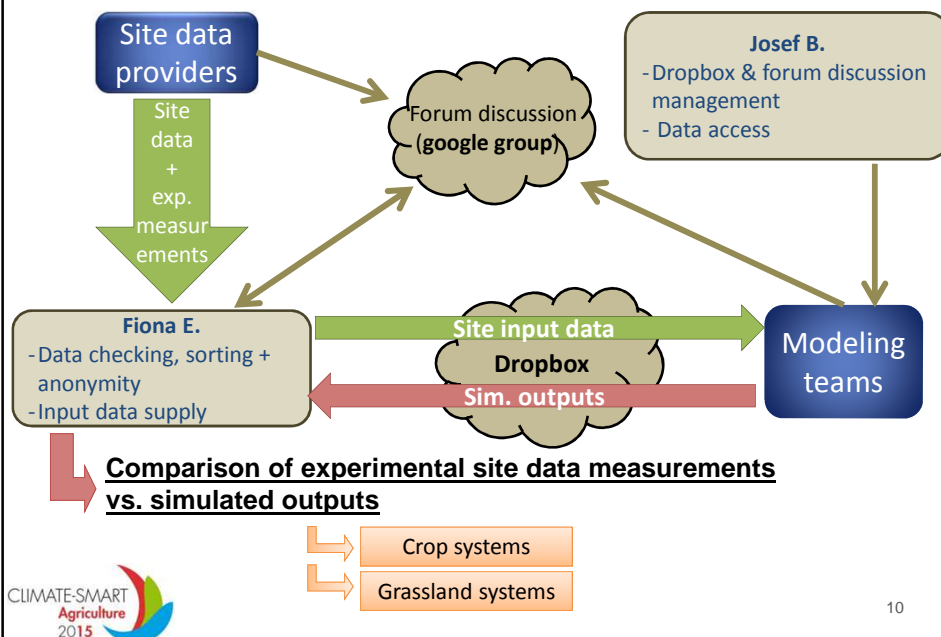 Site data
providers
Site
data
+
exp.
measur
ements
Forum discussion
(google group)
Josef B.
-Dropbox & forum discussion
management
- Data access
Fiona E.
-Data checking, sorting +
anonymity
-Input data supply
Site input data
Dropbox
Sim. outputs
Modeling
teams
Comparison of experimental site data measurements
vs. simulated outputs
Crop systems
Grassland systems
CLIMATE-SMART
Agriculture
2015
10